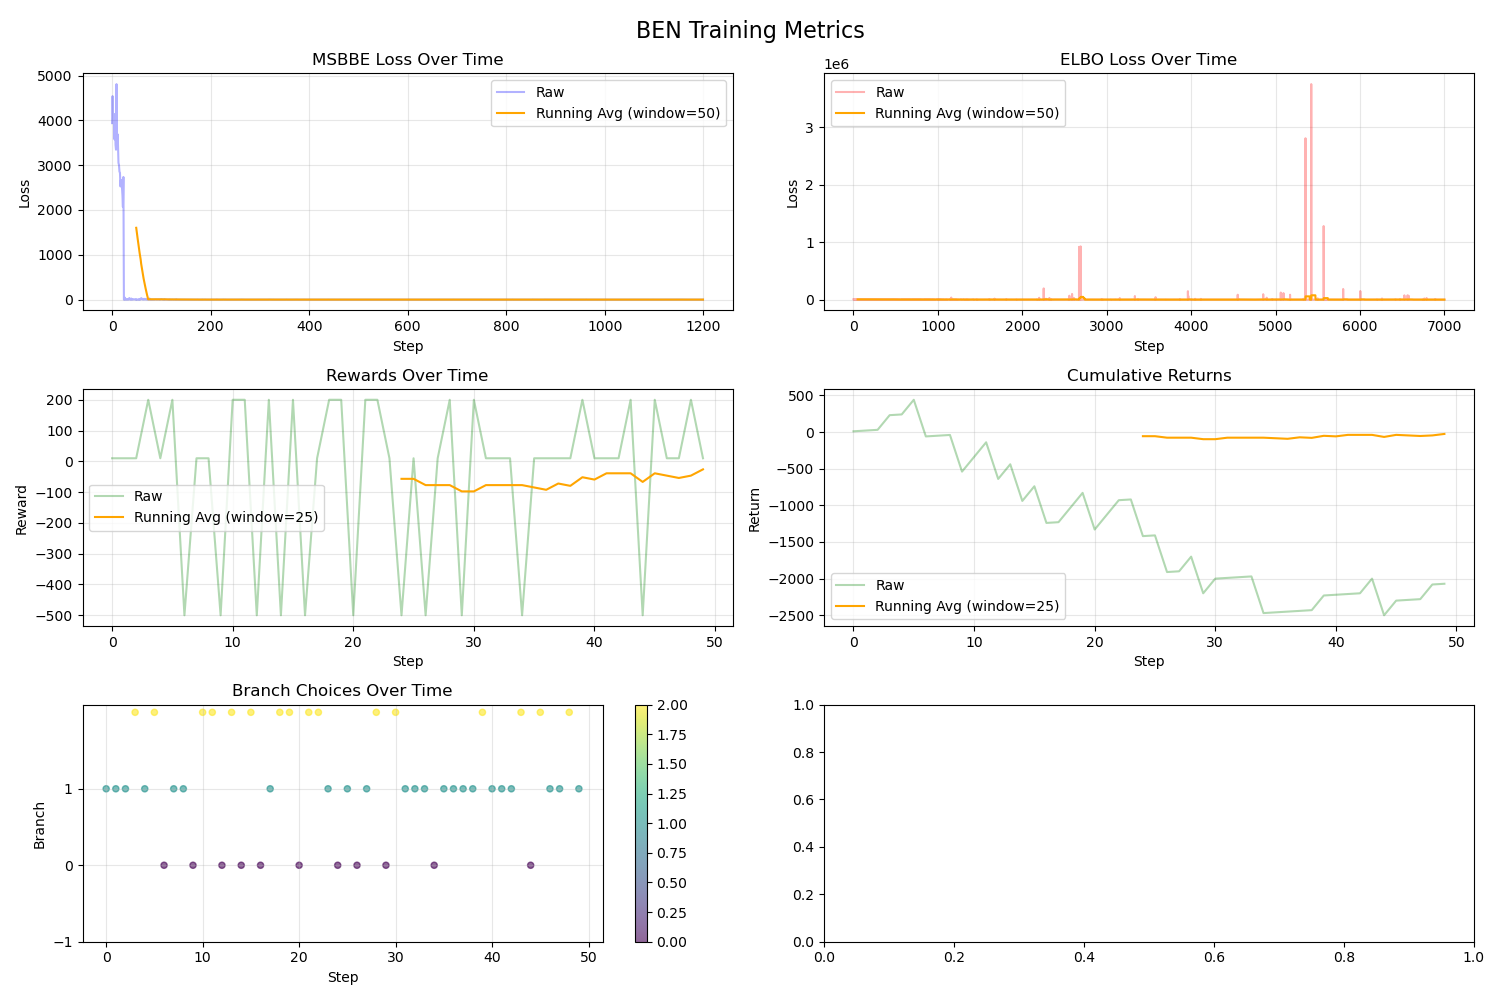 BEN Training Metrics
MSBBE Loss Over Time
5000
4000
3000
2000
1000
0
Loss
0 200 400 600 800 1000 1200
Step
Raw
Running Avg (window=50)
ELBO Loss Over Time
1e6
3
2
1
0
Loss
0 1000 2000 3000 4000 5000 6000 7000
Step
Raw
Running Avg (window=50)
Rewards Over Time
200
100
0
−100
−200
−300
−400
−500
Reward
0 10 20 30 40 50
Step
Raw
Running Avg (window=25)
Cumulative Returns
500
0
−500
−1000
−1500
−2000
−2500
Return
0 10 20 30 40 50
Step
Raw
Running Avg (window=25)
Branch Choices Over Time
1
0
−1
Branch
0 10 20 30 40 50
Step
2.00
1.75
1.50
1.25
1.00
0.75
0.50
0.25
0.00
1.0
0.8
0.6
0.4
0.2
0.0
0.0 0.2 0.4 0.6 0.8 1.0